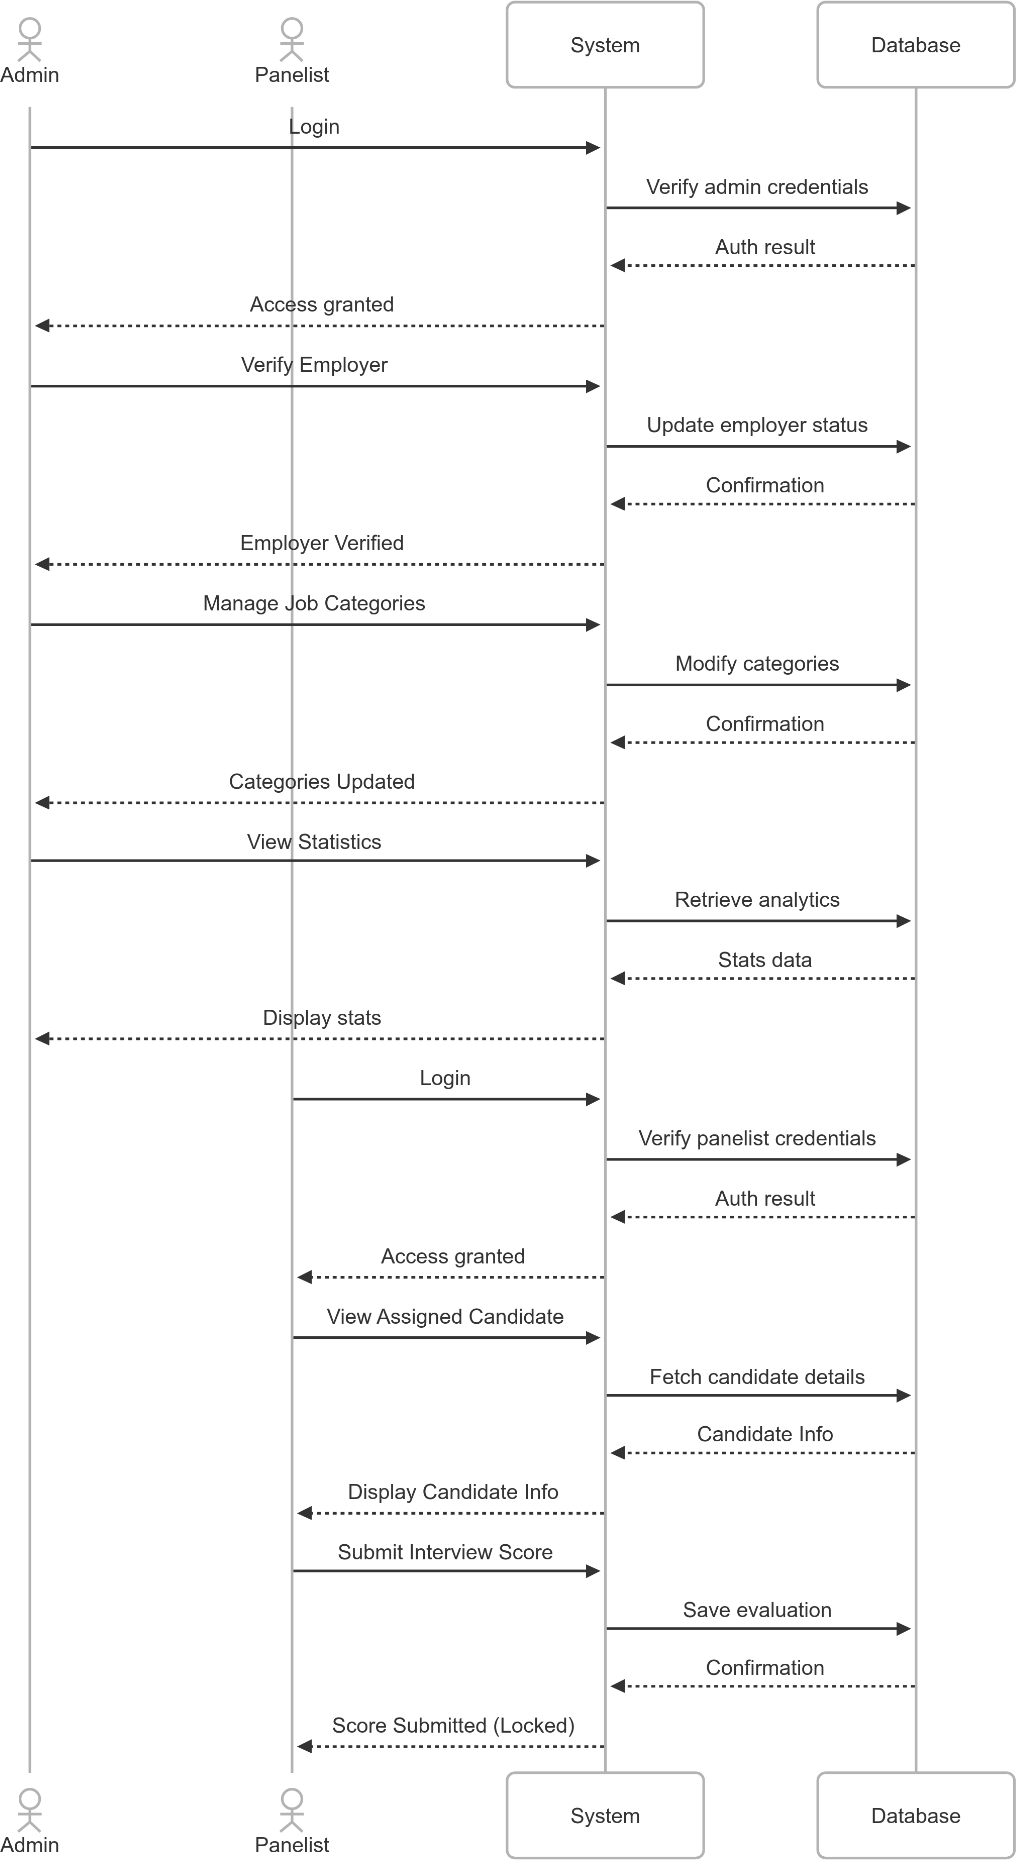 Admin
Panelist
System
Database
Login
Verify admin credentials
Auth result
Access granted
Verify Employer
Update employer status
Confirmation
Employer Verified
Manage Job Categories
Modify categories
Confirmation
Categories Updated
View Statistics
Retrieve analytics
Stats data
Display stats
Login
Verify panelist credentials
Auth result
Access granted
View Assigned Candidate
Fetch candidate details
Candidate Info
Display Candidate Info
Submit Interview Score
Save evaluation
Confirmation
Score Submitted (Locked)
Admin
Panelist
System
Database